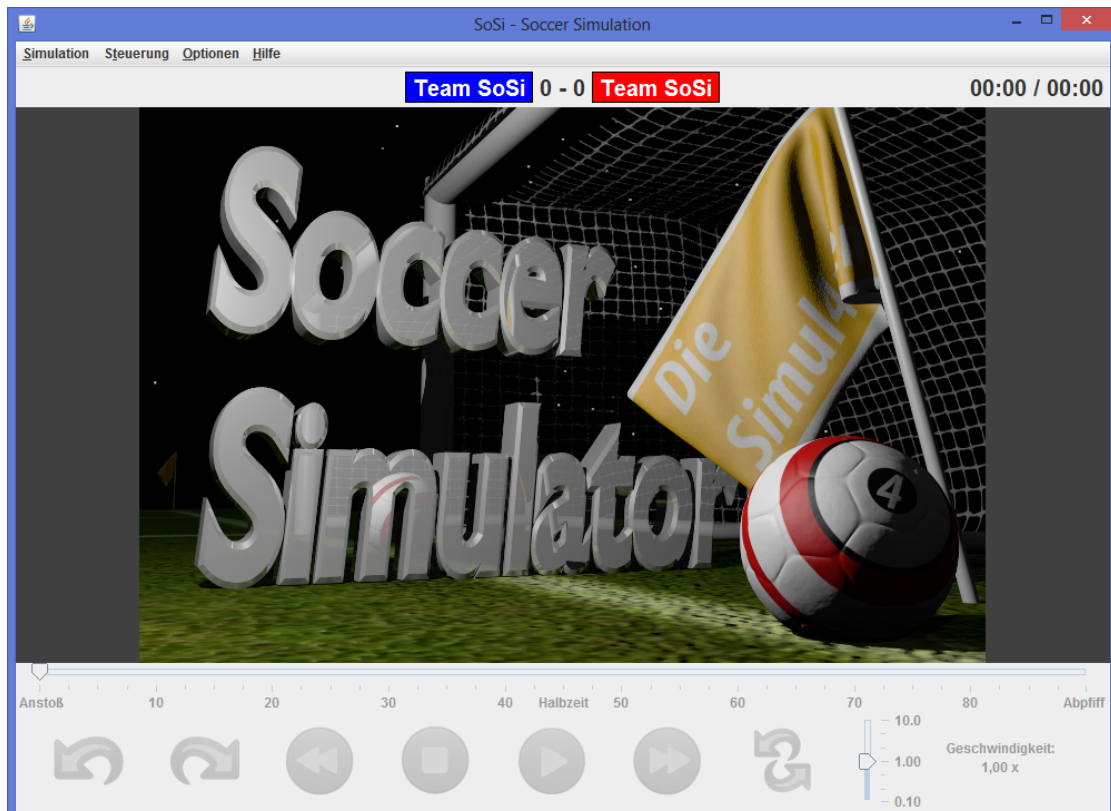 SoSi - Soccer Simulation
Simulation Steuerung Optionen Hilfe
Team SoSi 0 - 0 Team SoSi 00:00 / 00:00
Soccer
Simulator
Die
Simul4
4
Anstoß 10 20 30 40 Halbzeit 50 60 70 80 Abpfiff
10.0
1.00
0.10
Geschwindigkeit:
1,00 x